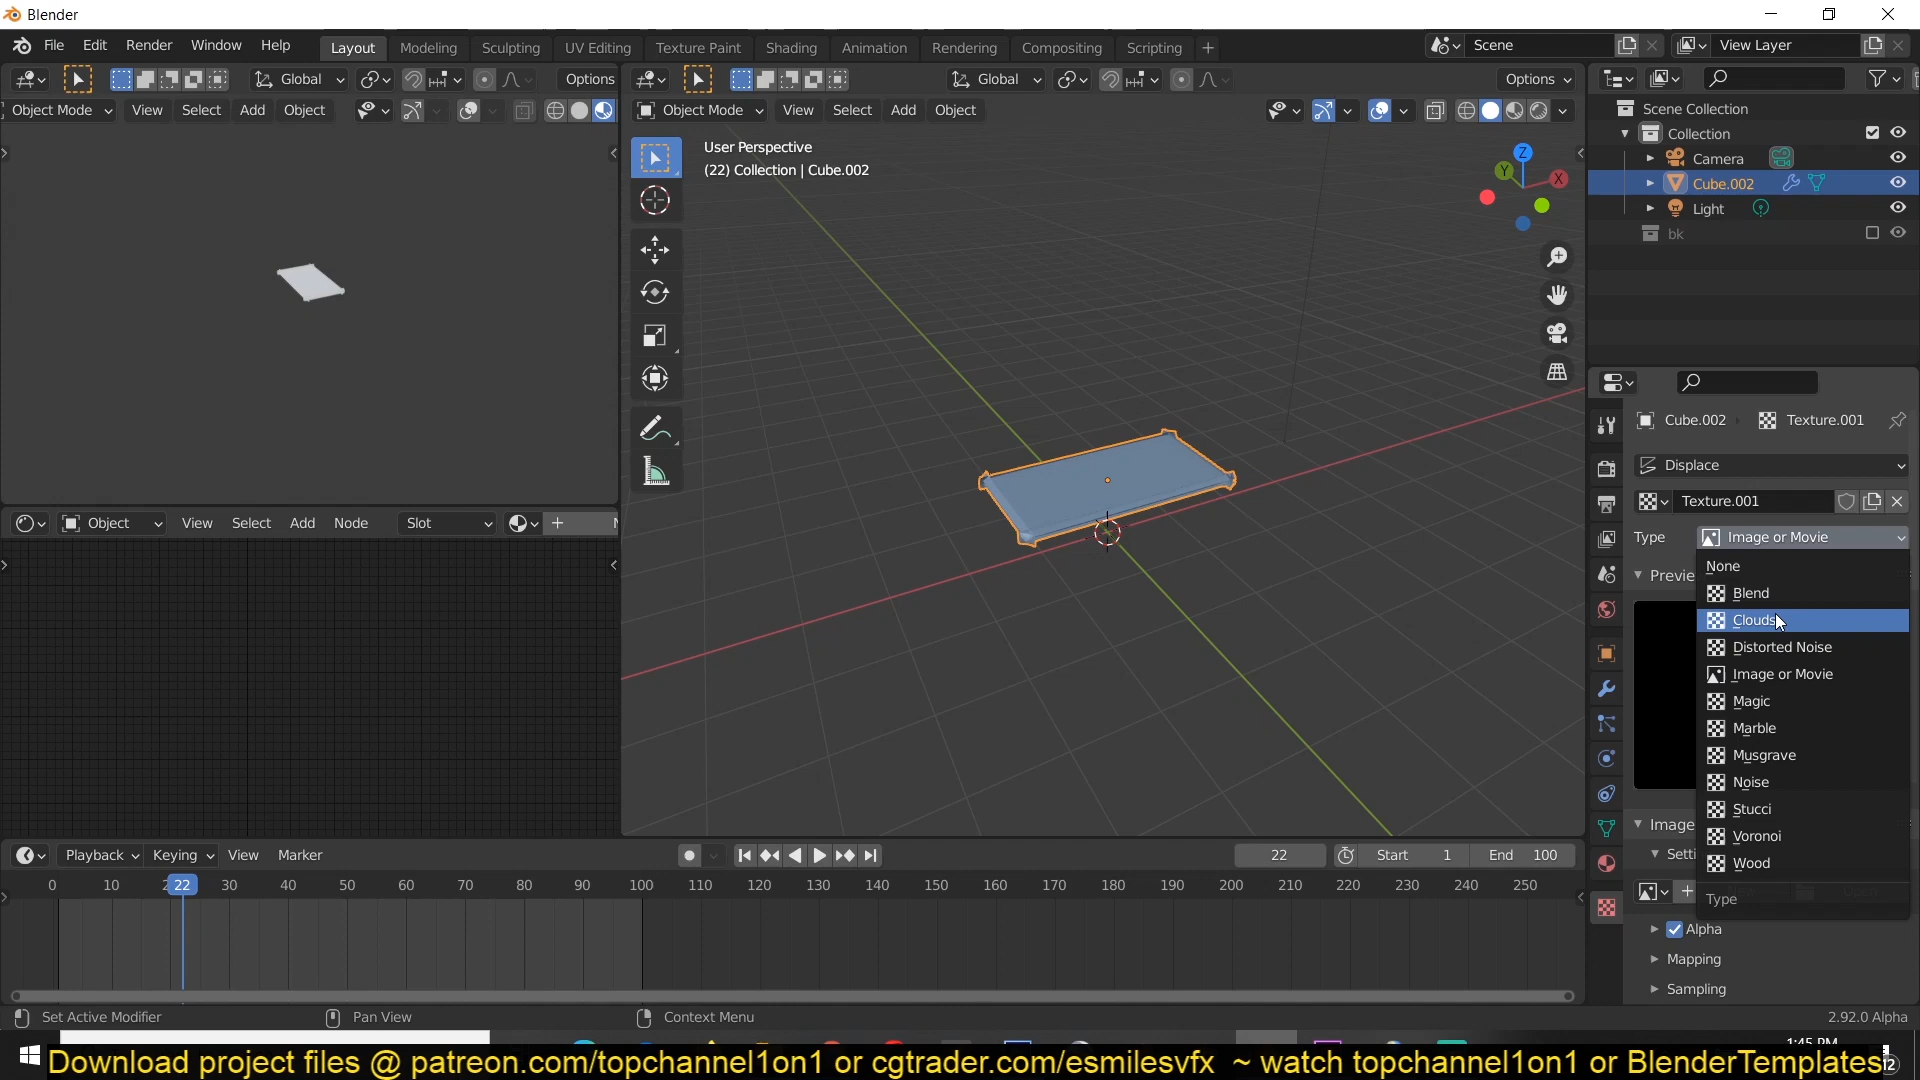 Blender
File Edit Render Window Help Layout Modeling Sculpting UV Editing Texture Paint Shading Animation Rendering Compositing Scripting + Scene View Layer
Global Options Global Options
Object Mode View Select Add Object Object Mode View Select Add Object
User Perspective
(22) Collection | Cube.002
Z
Y
X
Scene Collection
Collection
Camera
Cube.002
Light
bk
Cube.002 Texture.001
Displace
Texture.001
Type Image or Movie
None
Previe
Blend
Clouds
Distorted Noise
Image or Movie
Magic
Marble
Musgrave
Noise
Stucci
Voronoi
Wood
Type
Image
Setti
Alpha
Mapping
Sampling
Object View Select Add Node Slot
Playback Keying View Marker 22 Start 1 End 100
0 10 22 30 40 50 60 70 80 90 100 110 120 130 140 150 160 170 180 190 200 210 220 230 240 250
Set Active Modifier Pan View Context Menu 2.92.0 Alpha
1:45 PM
Download project files @ patreon.com/topchannel1on1 or cgtrader.com/esmilesvfx ~ watch topchannel1on1 or BlenderTemplates